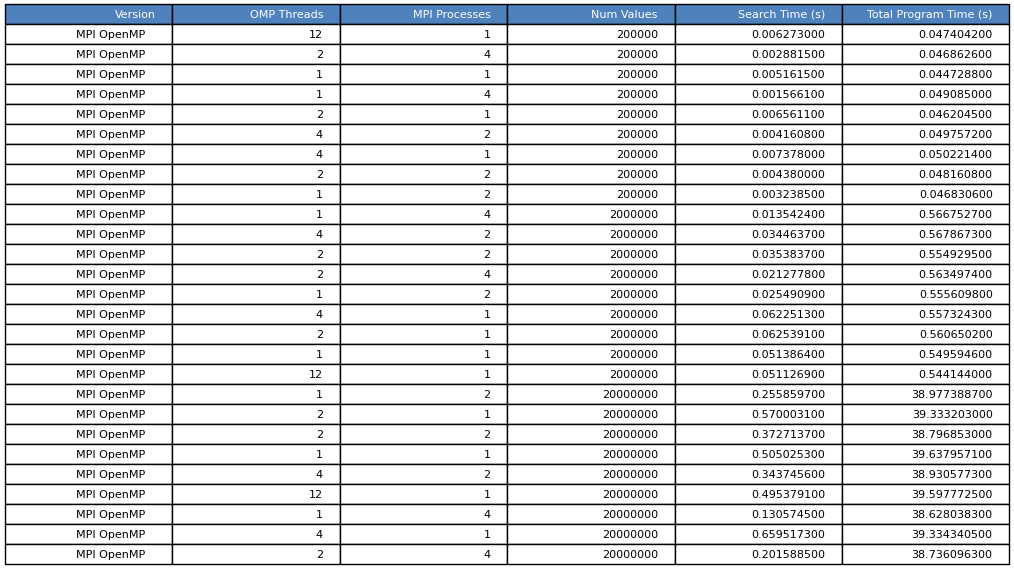 Version OMP Threads MPI Processes Num Values Search Time (s) Total Program Time (s)
MPI OpenMP 12 1 200000 0.006273000 0.047404200
MPI OpenMP 2 4 200000 0.002881500 0.046862600
MPI OpenMP 1 1 200000 0.005161500 0.044728800
MPI OpenMP 1 4 200000 0.001566100 0.049085000
MPI OpenMP 2 1 200000 0.006561100 0.046204500
MPI OpenMP 4 2 200000 0.004160800 0.049757200
MPI OpenMP 4 1 200000 0.007378000 0.050221400
MPI OpenMP 2 2 200000 0.004380000 0.048160800
MPI OpenMP 1 2 200000 0.003238500 0.046830600
MPI OpenMP 1 4 2000000 0.013542400 0.566752700
MPI OpenMP 4 2 2000000 0.034463700 0.567867300
MPI OpenMP 2 2 2000000 0.035383700 0.554929500
MPI OpenMP 2 4 2000000 0.021277800 0.563497400
MPI OpenMP 1 2 2000000 0.025490900 0.555609800
MPI OpenMP 4 1 2000000 0.062251300 0.557324300
MPI OpenMP 2 1 2000000 0.062539100 0.560650200
MPI OpenMP 1 1 2000000 0.051386400 0.549594600
MPI OpenMP 12 1 2000000 0.051126900 0.544144000
MPI OpenMP 1 2 20000000 0.255859700 38.977388700
MPI OpenMP 2 1 20000000 0.570003100 39.333203000
MPI OpenMP 2 2 20000000 0.372713700 38.796853000
MPI OpenMP 1 1 20000000 0.505025300 39.637957100
MPI OpenMP 4 2 20000000 0.343745600 38.930577300
MPI OpenMP 12 1 20000000 0.495379100 39.597772500
MPI OpenMP 1 4 20000000 0.130574500 38.628038300
MPI OpenMP 4 1 20000000 0.659517300 39.334340500
MPI OpenMP 2 4 20000000 0.201588500 38.736096300